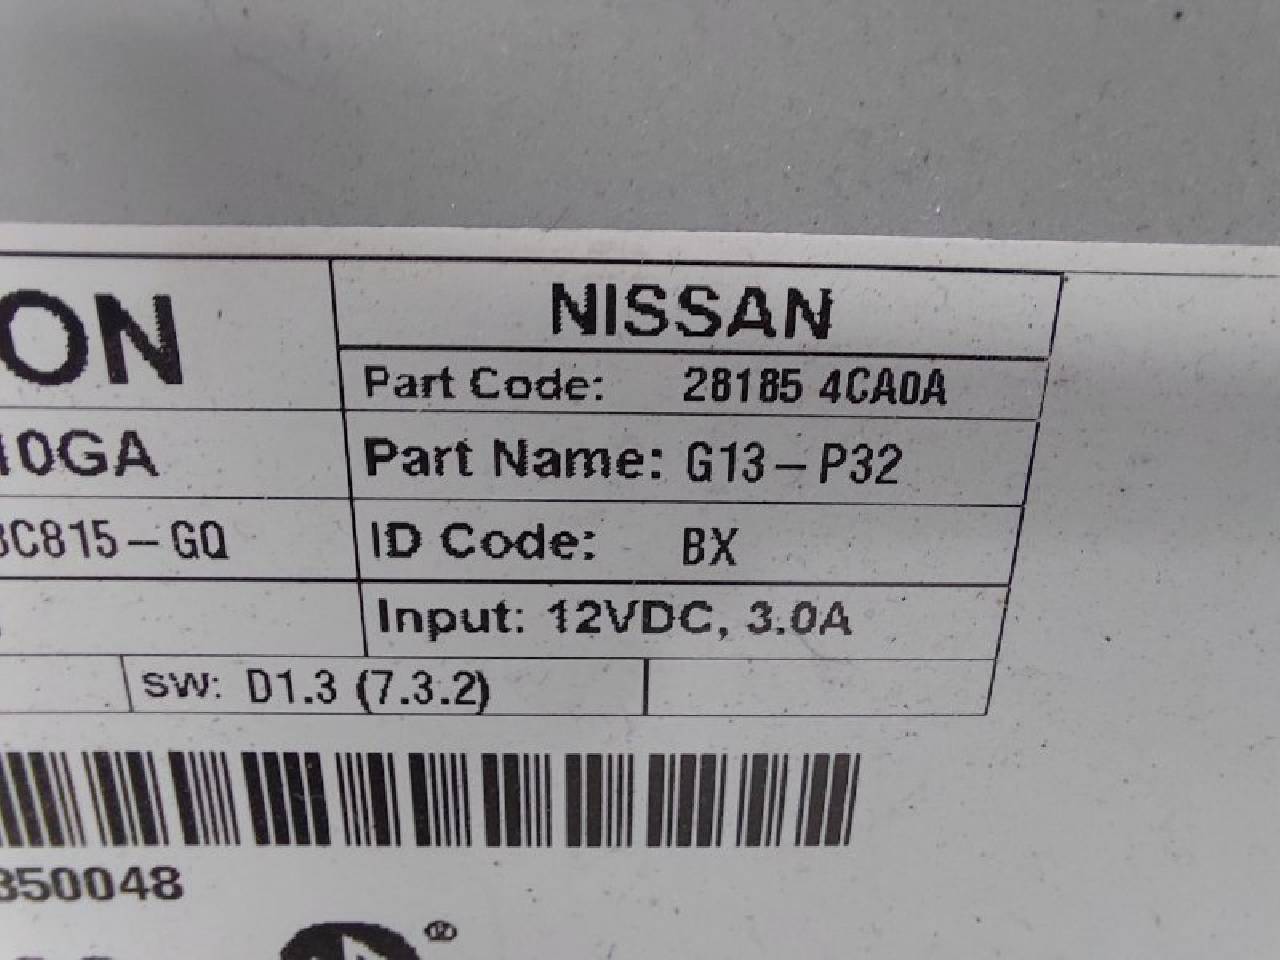 ON
NISSAN
Part Code: 28185 4CA0A
10GA
Part Name: G13-P32
BC815-GQ
ID Code: BX
Input: 12VDC, 3.0A
SW: D1.3 (7.3.2)
350048
®